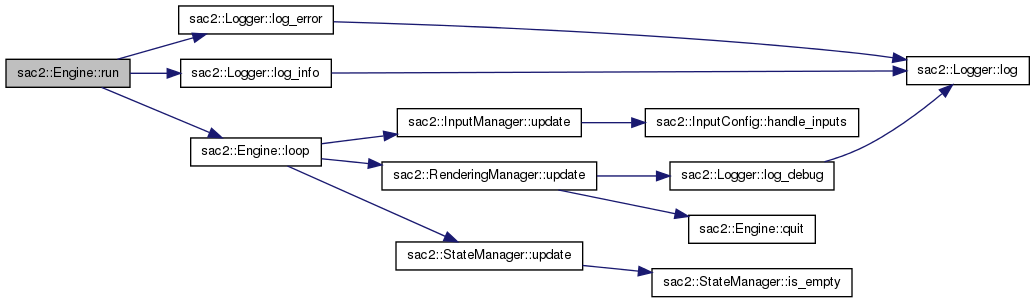 sac2::Engine::run
sac2::Logger::log_error
sac2::Logger::log_info
sac2::Engine::loop
sac2::InputManager::update
sac2::RenderingManager::update
sac2::StateManager::update
sac2::InputConfig::handle_inputs
sac2::Logger::log_debug
sac2::Engine::quit
sac2::StateManager::is_empty
sac2::Logger::log